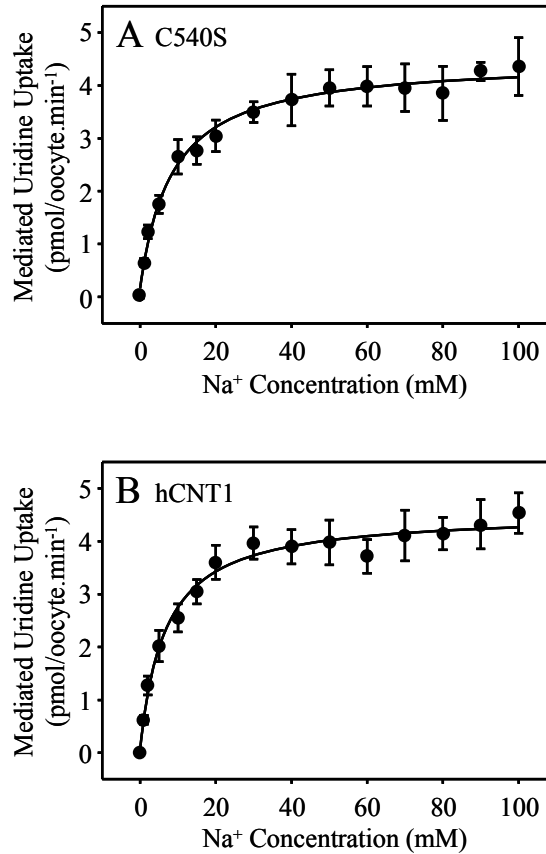 A C540S
Mediated Uridine Uptake
(pmol/oocyte.min⁻¹)
5
4
3
2
1
0
0 20 40 60 80 100
Na⁺ Concentration (mM)
B hCNT1
Mediated Uridine Uptake
(pmol/oocyte.min⁻¹)
5
4
3
2
1
0
0 20 40 60 80 100
Na⁺ Concentration (mM)